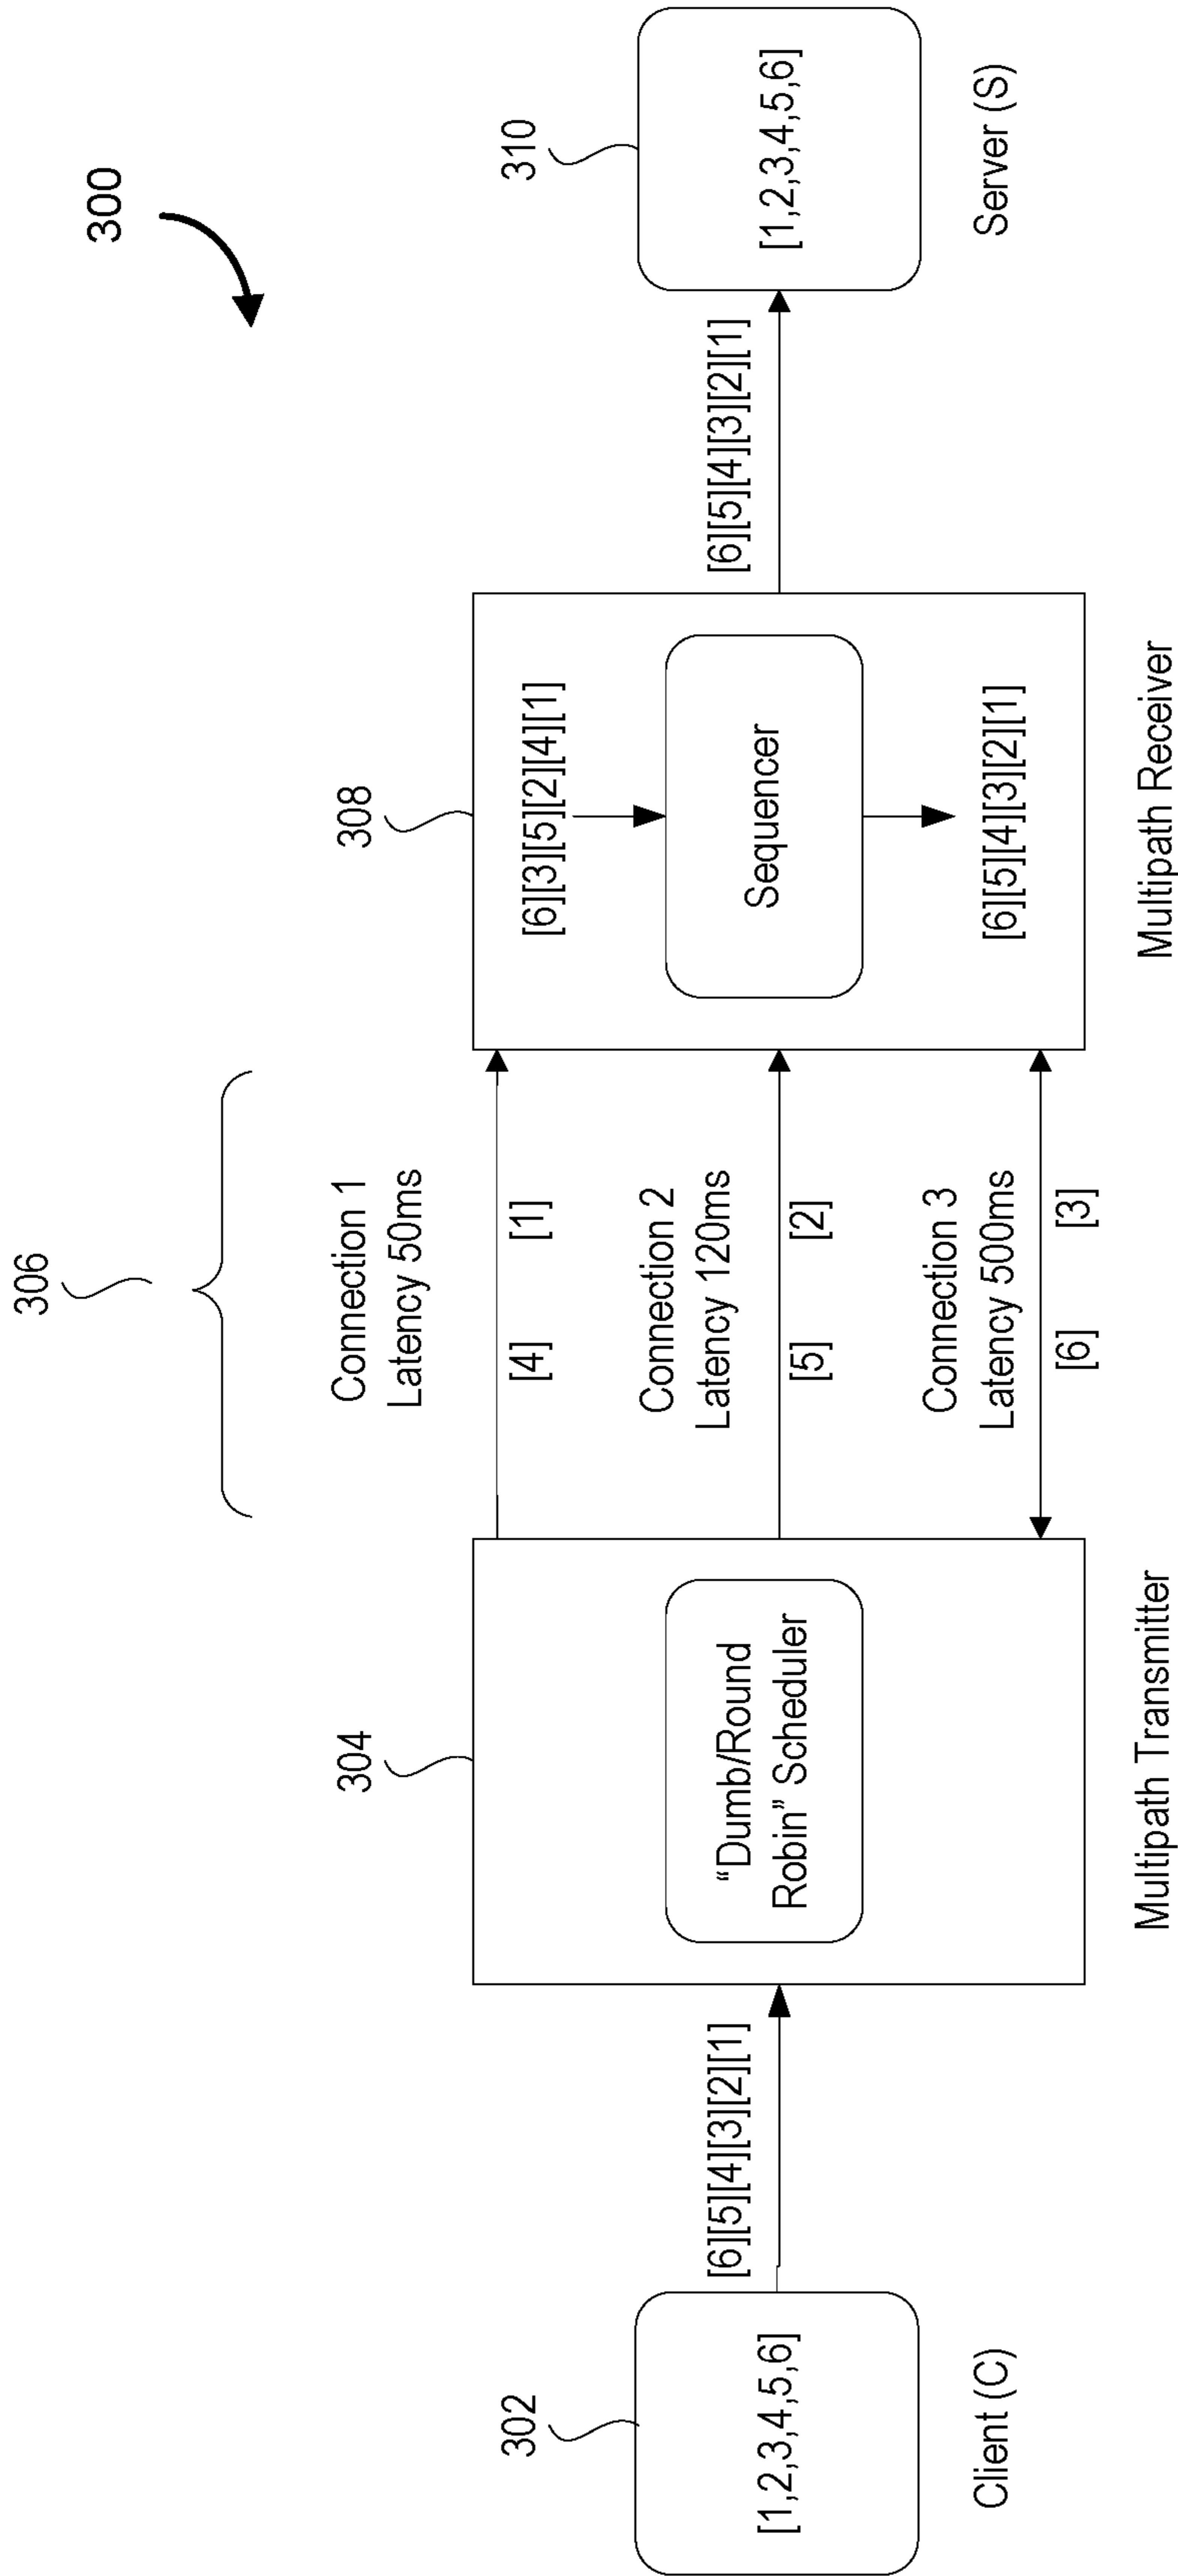 300
306
Connection 1
Latency 50ms
[4]
[1]
Connection 2
Latency 120ms
[5]
[2]
Connection 3
Latency 500ms
[6]
[3]
302
[1,2,3,4,5,6]
Client (C)
[6][5][4][3][2][1]
304
“Dumb/Round
Robin” Scheduler
Multipath Transmitter
308
[6][3][5][2][4][1]
Sequencer
[6][5][4][3][2][1]
Multipath Receiver
[6][5][4][3][2][1]
310
[1,2,3,4,5,6]
Server (S)